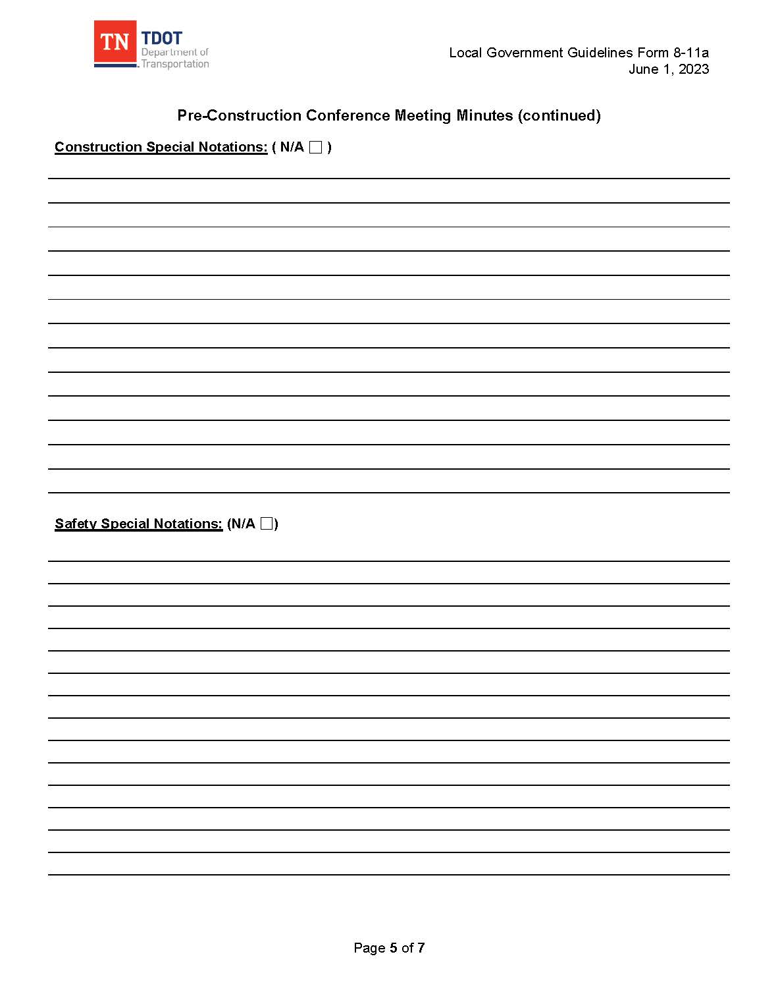 TN TDOT
Department of
Transportation
Local Government Guidelines Form 8-11a
June 1, 2023
Pre-Construction Conference Meeting Minutes (continued)
Construction Special Notations: ( N/A ☐ )
Safety Special Notations: (N/A ☐)
Page 5 of 7